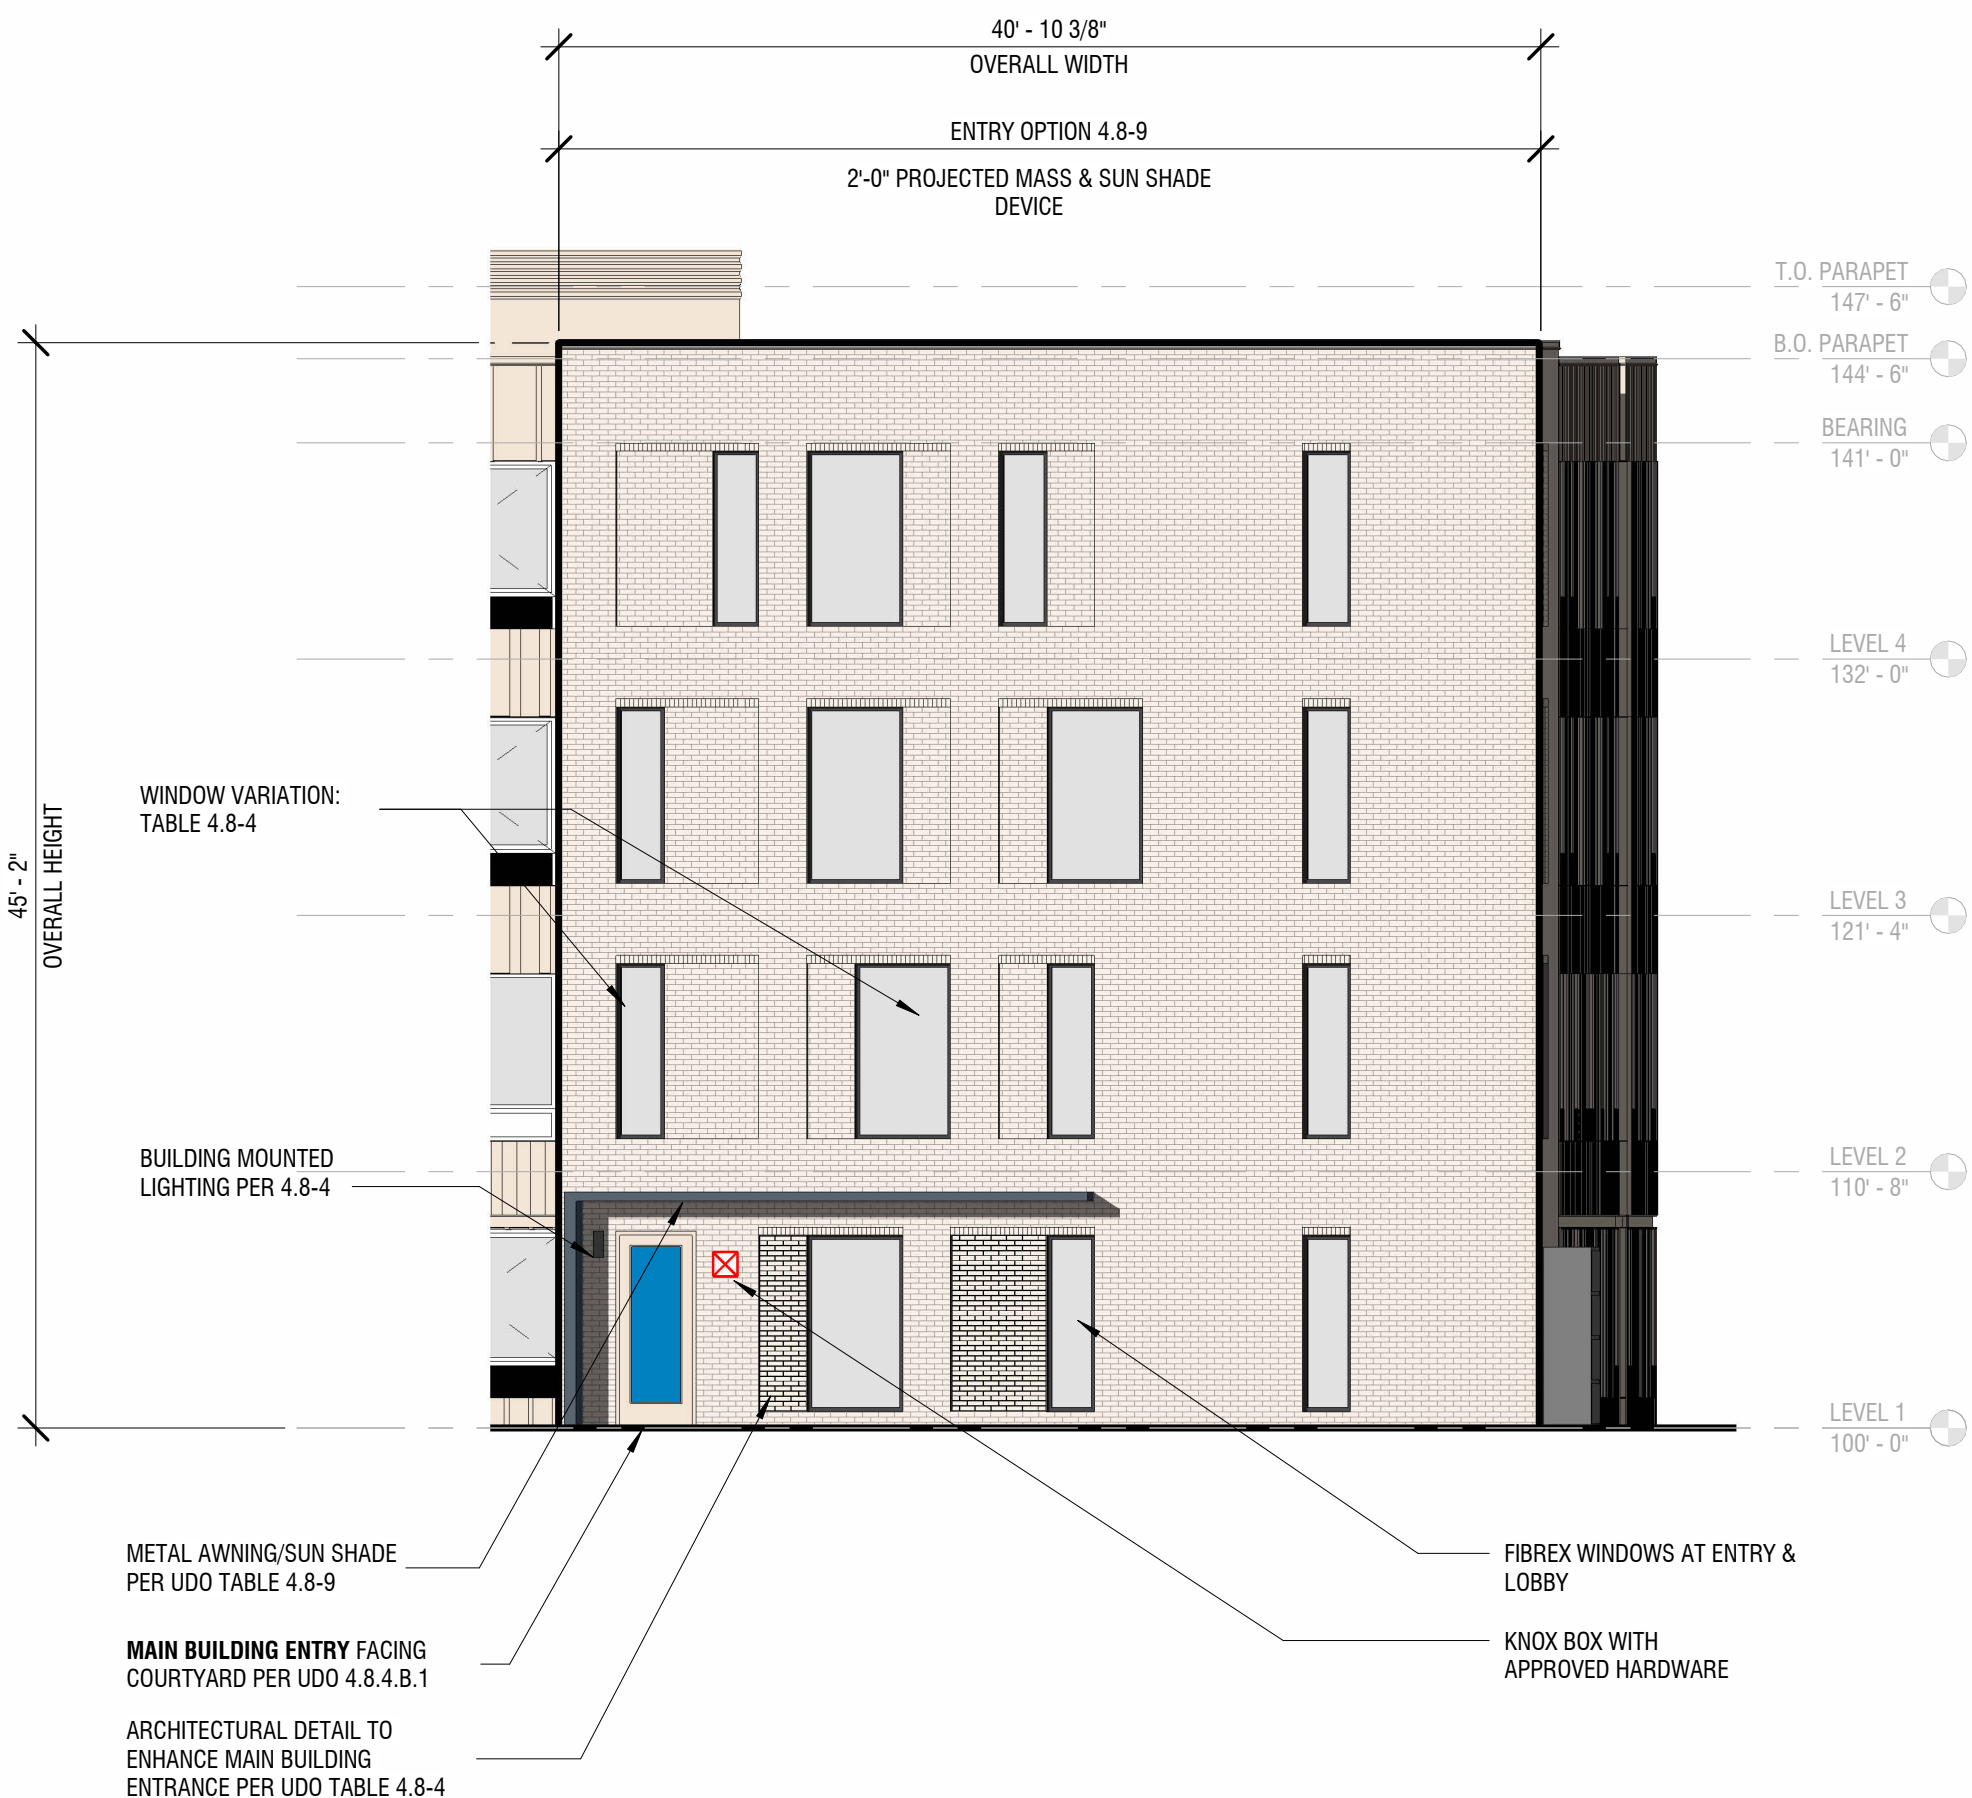 40' - 10 3/8"
OVERALL WIDTH
ENTRY OPTION 4.8-9
2'-0" PROJECTED MASS & SUN SHADE
DEVICE
T.O. PARAPET
147' - 6"
B.O. PARAPET
144' - 6"
BEARING
141' - 0"
LEVEL 4
132' - 0"
WINDOW VARIATION:
TABLE 4.8-4
45' - 2"
OVERALL HEIGHT
LEVEL 3
121' - 4"
BUILDING MOUNTED
LIGHTING PER 4.8-4
LEVEL 2
110' - 8"
LEVEL 1
100' - 0"
METAL AWNING/SUN SHADE
PER UDO TABLE 4.8-9
FIBREX WINDOWS AT ENTRY &
LOBBY
MAIN BUILDING ENTRY FACING
COURTYARD PER UDO 4.8.4.B.1
KNOX BOX WITH
APPROVED HARDWARE
ARCHITECTURAL DETAIL TO
ENHANCE MAIN BUILDING
ENTRANCE PER UDO TABLE 4.8-4